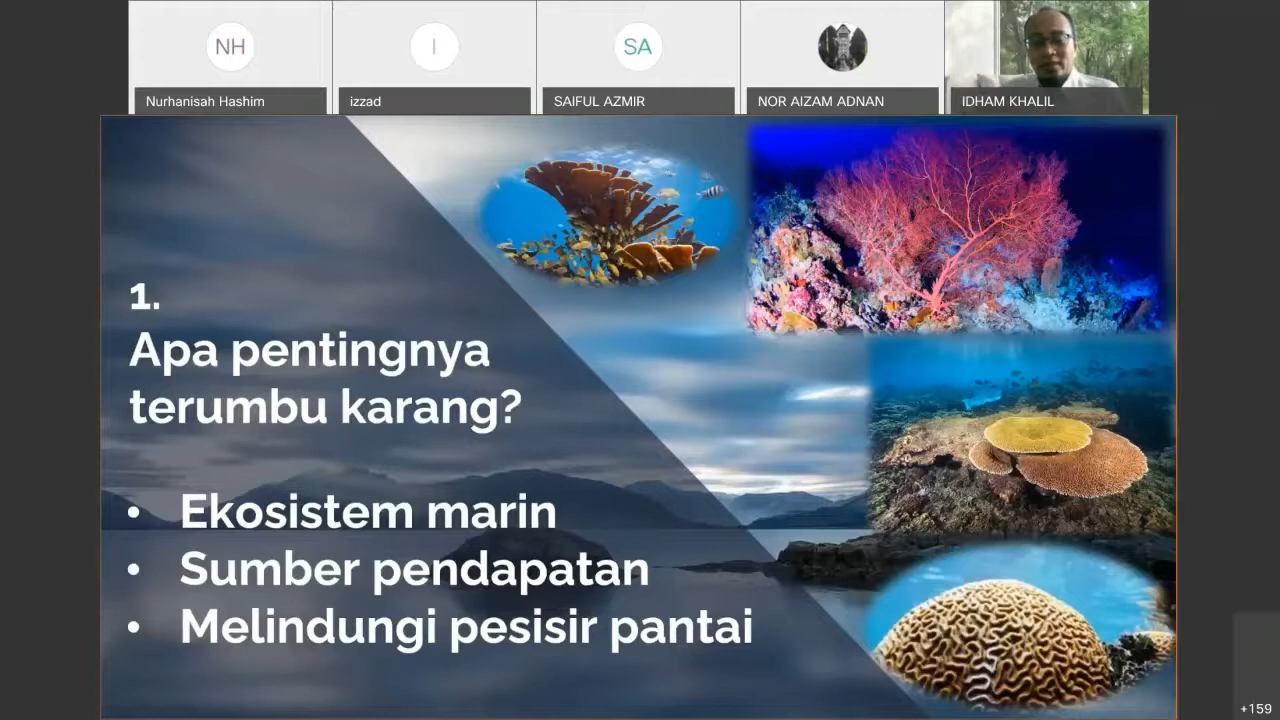 NH
I
SA
Nurhanisah Hashim
izzad
SAIFUL AZMIR
NOR AIZAM ADNAN
IDHAM KHALIL
1.
Apa pentingnya
terumbu karang?
• Ekosistem marin
• Sumber pendapatan
• Melindungi pesisir pantai
+159